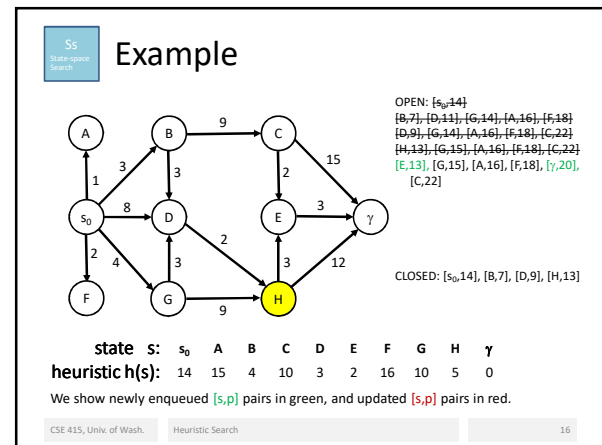 Ss
State-space
Search
Example
OPEN: [s₀,14]
[B,7], [D,11], [G,14], [A,16], [F,18]
[D,9], [G,14], [A,16], [F,18], [C,22]
[H,13], [G,15], [A,16], [F,18], [C,22]
[E,13], [G,15], [A,16], [F,18], [γ,20],
[C,22]
A
B
9
C
3
3
2
15
1
s₀
8
D
E
3
γ
2
4
3
2
3
12
F
G
9
H
CLOSED: [s₀,14], [B,7], [D,9], [H,13]
state s: s₀ A B C D E F G H γ
heuristic h(s): 14 15 4 10 3 2 16 10 5 0
We show newly enqueued [s,p] pairs in green, and updated [s,p] pairs in red.
CSE 415, Univ. of Wash. Heuristic Search 16